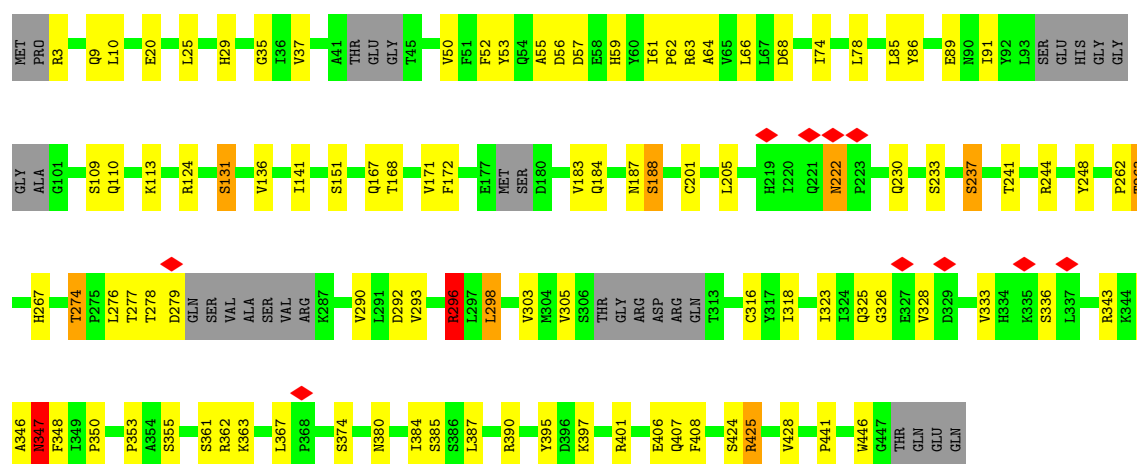 MET PRO R3 Q9 L10 E20 L25 H29 G35 I36 V37 A41 THR GLU GLY T45 V50 F51 F52 Y53 Q54 A55 D56 D57 E58 H59 Y60 I61 P62 R63 A64 V65 L66 L67 D68 I74 L78 L85 Y86 E89 N90 I91 Y92 L93 SER GLU HIS GLY GLY
GLY ALA G101 S109 Q110 K113 R124 S131 V136 I141 S151 Q167 T168 V171 F172 E177 MET SER D180 V183 Q184 N187 S188 C201 L205 H219 I220 Q221 N222 P223 Q230 S233 S237 T241 R244 Y248 P262
H267 T274 P275 L276 T277 T278 D279 GLN SER VAL ALA SER VAL ARG K287 V290 L291 D292 V293 R296 L297 L298 V303 M304 V305 S306 THR GLY ARG ASP ARG GLN T313 C316 Y317 I318 I323 I324 Q325 G326 E327 V328 D329 V333 H334 K335 S336 L337 R343 K344
A346 N347 F348 I349 P350 P353 A354 S355 S361 R362 K363 L367 P368 S374 N380 I384 S385 S386 L387 R390 Y395 D396 K397 R401 E406 Q407 F408 S424 R425 V428 P441 W446 G447 THR GLN GLU GLN